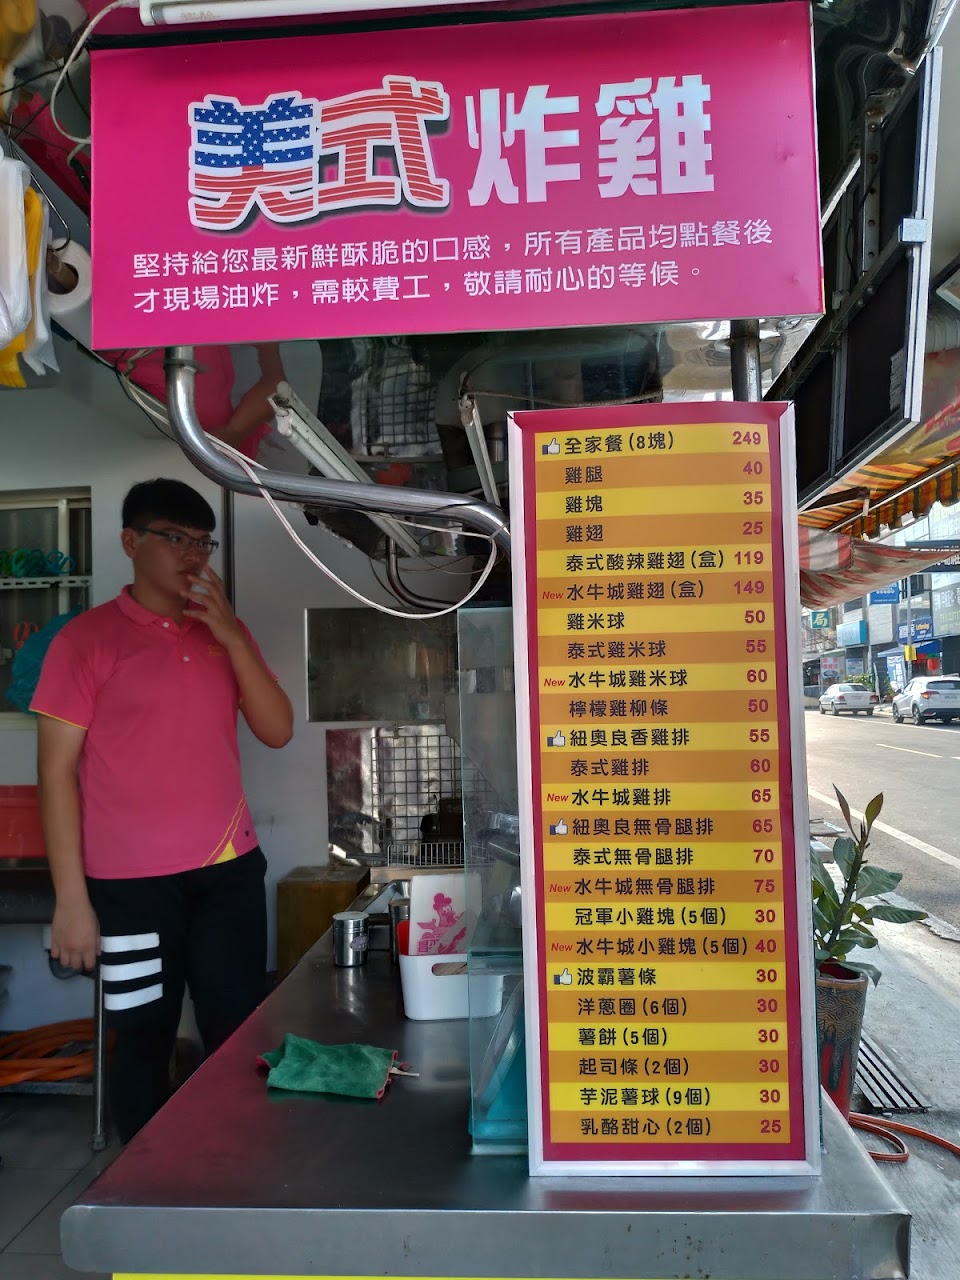 美式炸雞
堅持給您最新鮮酥脆的口感，所有產品均點餐後
才現場油炸，需較費工，敬請耐心的等候。
全家餐(8塊) 249
雞腿 40
雞塊 35
雞翅 25
泰式酸辣雞翅(盒) 119
New 水牛城雞翅(盒) 149
雞米球 50
泰式雞米球 55
New 水牛城雞米球 60
檸檬雞柳條 50
紐奧良香雞排 55
泰式雞排 60
New 水牛城雞排 65
紐奧良無骨腿排 65
泰式無骨腿排 70
New 水牛城無骨腿排 75
冠軍小雞塊(5個) 30
New 水牛城小雞塊(5個) 40
波霸薯條 30
洋蔥圈(6個) 30
薯餅(5個) 30
起司條(2個) 30
芋泥薯球(9個) 30
乳酪甜心(2個) 25
局